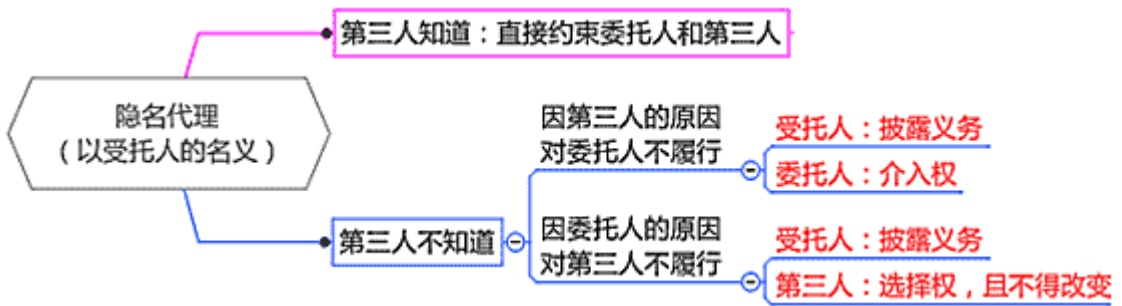 第三人知道：直接约束委托人和第三人
隐名代理
（以受托人的名义）
因第三人的原因
对委托人不履行
受托人：披露义务
委托人：介入权
第三人不知道
因委托人的原因
对第三人不履行
受托人：披露义务
第三人：选择权，且不得改变